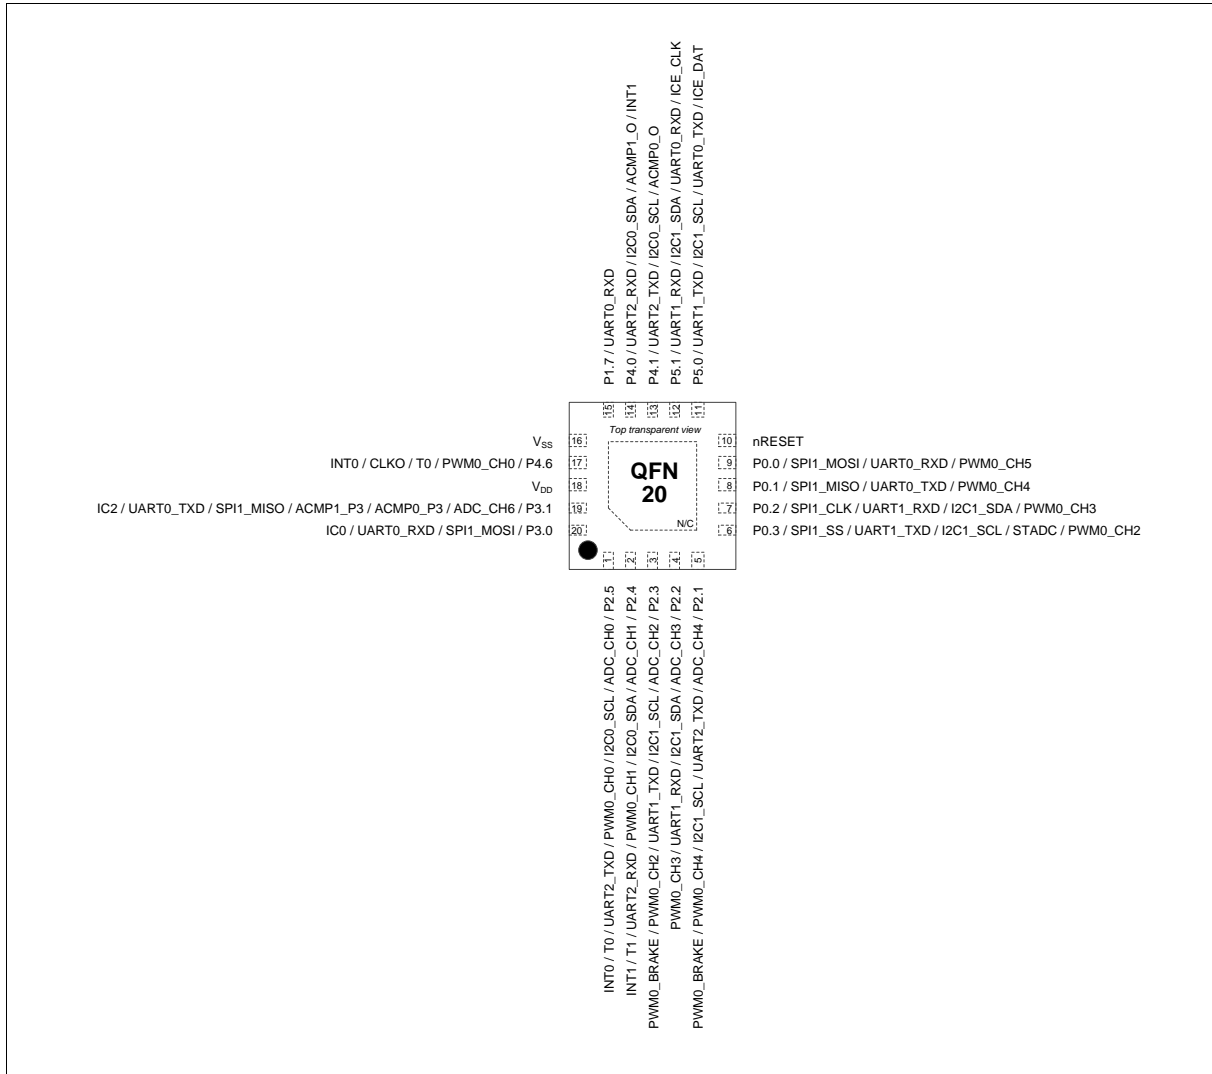 P1.7 / UART0_RXD
P4.0 / UART2_RXD / I2C0_SDA / ACMP1_O / INT1
P4.1 / UART2_TXD / I2C0_SCL / ACMP0_O
P5.1 / UART1_RXD / I2C1_SDA / UART0_RXD / ICE_CLK
P5.0 / UART1_TXD / I2C1_SCL / UART0_TXD / ICE_DAT
15 14 13 12 11
Top transparent view
VSS 16
10 nRESET
INT0 / CLKO / T0 / PWM0_CH0 / P4.6 17
9 P0.0 / SPI1_MOSI / UART0_RXD / PWM0_CH5
VDD 18
8 P0.1 / SPI1_MISO / UART0_TXD / PWM0_CH4
IC2 / UART0_TXD / SPI1_MISO / ACMP1_P3 / ACMP0_P3 / ADC_CH6 / P3.1 19
7 P0.2 / SPI1_CLK / UART1_RXD / I2C1_SDA / PWM0_CH3
IC0 / UART0_RXD / SPI1_MOSI / P3.0 20
6 P0.3 / SPI1_SS / UART1_TXD / I2C1_SCL / STADC / PWM0_CH2
QFN
20
N/C
1 2 3 4 5
INT0 / T0 / UART2_TXD / PWM0_CH0 / I2C0_SCL / ADC_CH0 / P2.5
INT1 / T1 / UART2_RXD / PWM0_CH1 / I2C0_SDA / ADC_CH1 / P2.4
PWM0_BRAKE / PWM0_CH2 / UART1_TXD / I2C1_SCL / ADC_CH2 / P2.3
PWM0_CH3 / UART1_RXD / I2C1_SDA / ADC_CH3 / P2.2
PWM0_BRAKE / PWM0_CH4 / I2C1_SCL / UART2_TXD / ADC_CH4 / P2.1